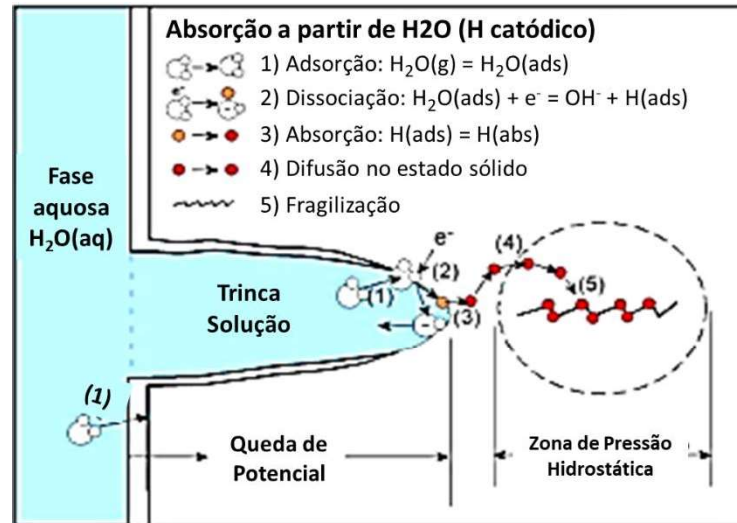 Absorção a partir de H2O (H catódico)
1) Adsorção: H₂O(g) = H₂O(ads)
e⁻
2) Dissociação: H₂O(ads) + e⁻ = OH⁻ + H(ads)
3) Absorção: H(ads) = H(abs)
4) Difusão no estado sólido
5) Fragilização
Fase
aquosa
H₂O(aq)
Trinca
Solução
e⁻
(1)
(2)
(3)
(4)
(5)
(1)
Queda de
Potencial
Zona de Pressão
Hidrostática